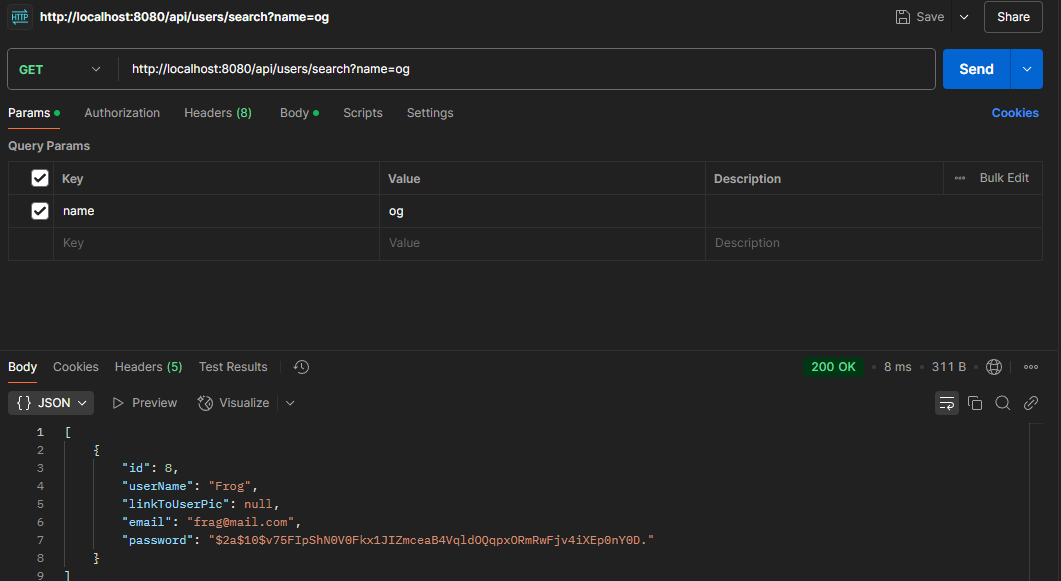 HTTP http://localhost:8080/api/users/search?name=og Save Share
GET http://localhost:8080/api/users/search?name=og Send
Params Authorization Headers (8) Body Scripts Settings Cookies
Query Params
Key Value Description Bulk Edit
name og
Key Value Description
Body Cookies Headers (5) Test Results 200 OK 8 ms 311 B
{} JSON Preview Visualize
1 [
2 {
3 "id": 8,
4 "userName": "Frog",
5 "linkToUserPic": null,
6 "email": "frag@mail.com",
7 "password": "$2a$10$v75FIpShN0V0Fkx1JIZmceaB4VqldOQqpxORmRwFjv4iXEp0nY0D."
8 }
9 ]